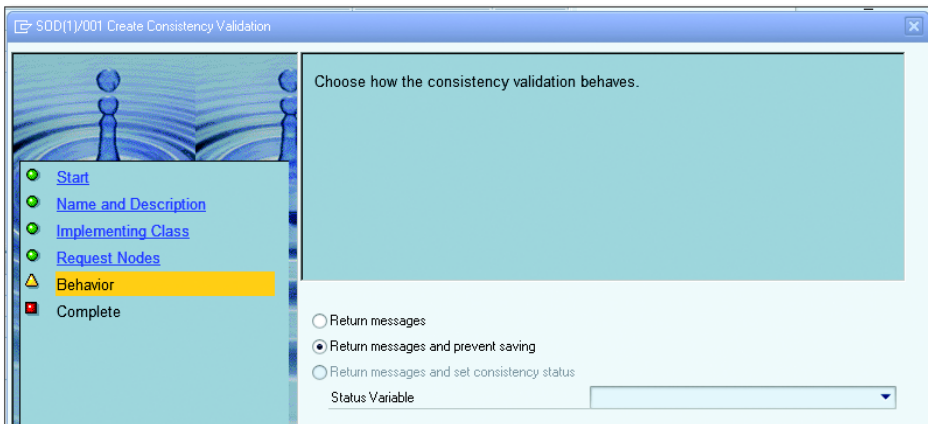 SOD(1)/001 Create Consistency Validation
Choose how the consistency validation behaves.
Start
Name and Description
Implementing Class
Request Nodes
Behavior
Complete
Return messages
Return messages and prevent saving
Return messages and set consistency status
Status Variable